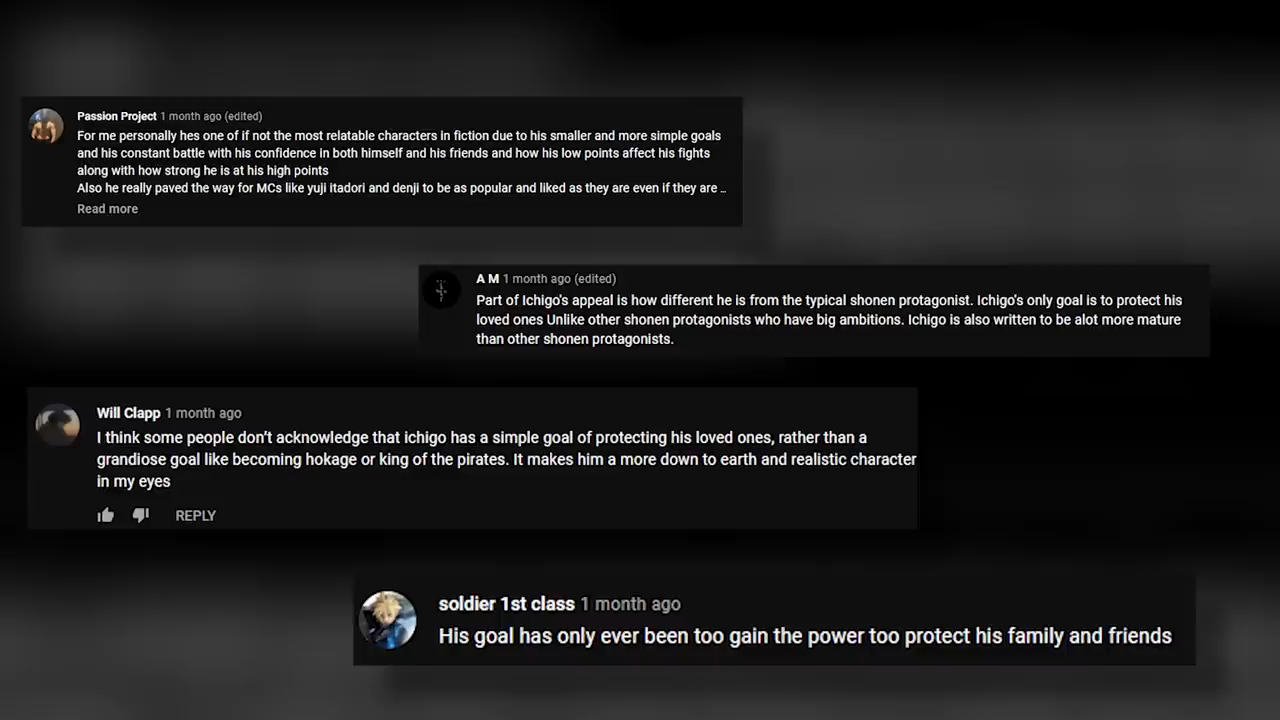 Passion Project 1 month ago (edited)
For me personally hes one of if not the most relatable characters in fiction due to his smaller and more simple goals
and his constant battle with his confidence in both himself and his friends and how his low points affect his fights
along with how strong he is at his high points
Also he really paved the way for MCs like yuji itadori and denji to be as popular and liked as they are even if they are ...
Read more
A M 1 month ago (edited)
Part of Ichigo's appeal is how different he is from the typical shonen protagonist. Ichigo's only goal is to protect his
loved ones Unlike other shonen protagonists who have big ambitions. Ichigo is also written to be alot more mature
than other shonen protagonists.
Will Clapp 1 month ago
I think some people don't acknowledge that ichigo has a simple goal of protecting his loved ones, rather than a
grandiose goal like becoming hokage or king of the pirates. It makes him a more down to earth and realistic character
in my eyes
REPLY
soldier 1st class 1 month ago
His goal has only ever been too gain the power too protect his family and friends